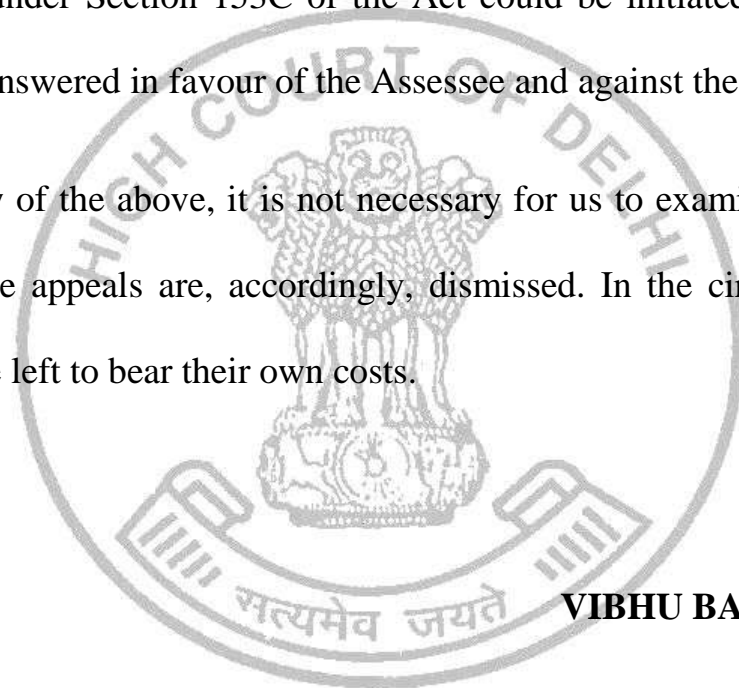 under Section 153C of the Act could be initiated
nswered in favour of the Assessee and against the
y of the above, it is not necessary for us to exami
e appeals are, accordingly, dismissed. In the cir
e left to bear their own costs.
HIGH COURT OF DELHI
सत्यमेव जयते
VIBHU BA